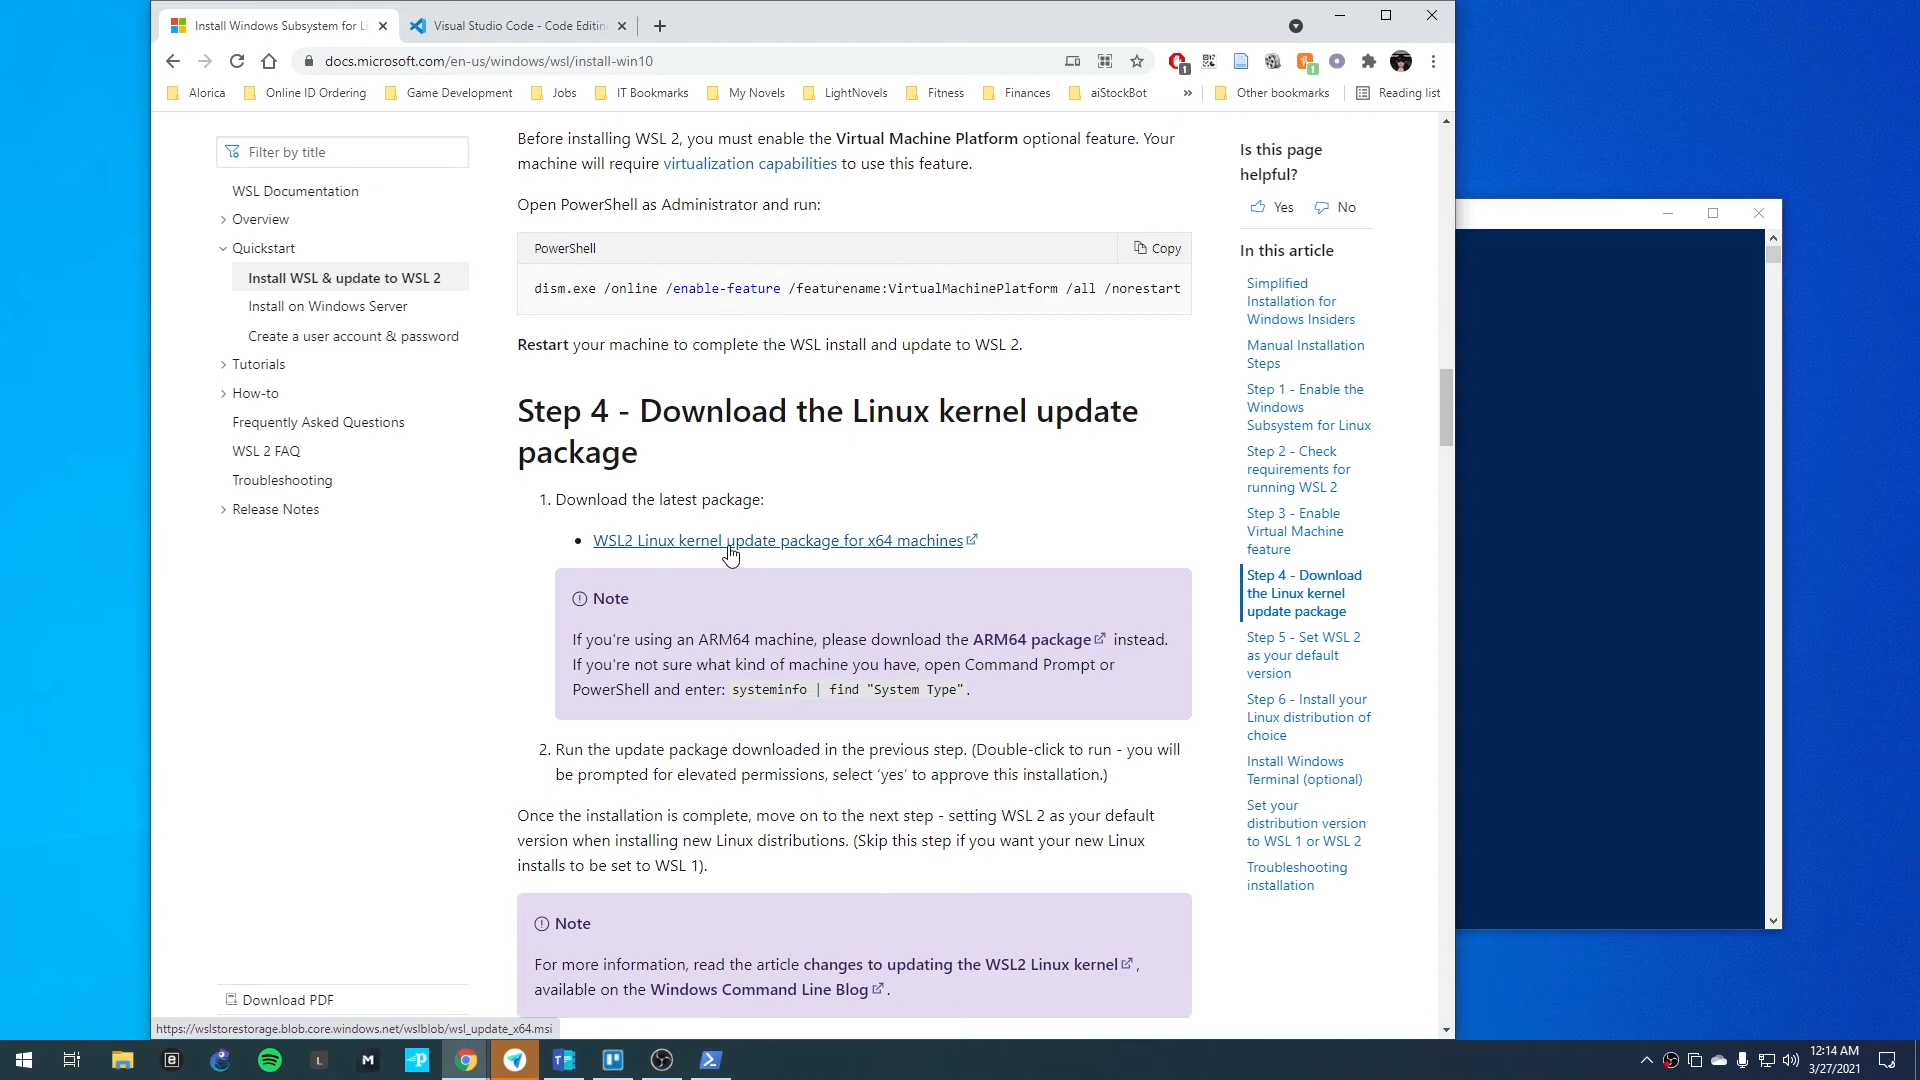 Install Windows Subsystem for Li
Visual Studio Code - Code Editin
docs.microsoft.com/en-us/windows/wsl/install-win10
1
1
Alorica
Online ID Ordering
Game Development
Jobs
IT Bookmarks
My Novels
LightNovels
Fitness
Finances
aiStockBot
»
Other bookmarks
Reading list
Filter by title
WSL Documentation
Overview
Quickstart
Install WSL & update to WSL 2
Install on Windows Server
Create a user account & password
Tutorials
How-to
Frequently Asked Questions
WSL 2 FAQ
Troubleshooting
Release Notes
Download PDF
Before installing WSL 2, you must enable the Virtual Machine Platform optional feature. Your
machine will require virtualization capabilities to use this feature.
Open PowerShell as Administrator and run:
PowerShell
Copy
dism.exe /online /enable-feature /featurename:VirtualMachinePlatform /all /norestart
Restart your machine to complete the WSL install and update to WSL 2.
Step 4 - Download the Linux kernel update
package
1. Download the latest package:
• WSL2 Linux kernel update package for x64 machines
Note
If you're using an ARM64 machine, please download the ARM64 package instead.
If you're not sure what kind of machine you have, open Command Prompt or
PowerShell and enter: systeminfo | find "System Type".
2. Run the update package downloaded in the previous step. (Double-click to run - you will
be prompted for elevated permissions, select ‘yes’ to approve this installation.)
Once the installation is complete, move on to the next step - setting WSL 2 as your default
version when installing new Linux distributions. (Skip this step if you want your new Linux
installs to be set to WSL 1).
Note
For more information, read the article changes to updating the WSL2 Linux kernel,
available on the Windows Command Line Blog.
Is this page
helpful?
Yes
No
In this article
Simplified
Installation for
Windows Insiders
Manual Installation
Steps
Step 1 - Enable the
Windows
Subsystem for Linux
Step 2 - Check
requirements for
running WSL 2
Step 3 - Enable
Virtual Machine
feature
Step 4 - Download
the Linux kernel
update package
Step 5 - Set WSL 2
as your default
version
Step 6 - Install your
Linux distribution of
choice
Install Windows
Terminal (optional)
Set your
distribution version
to WSL 1 or WSL 2
Troubleshooting
installation
https://wslstorestorage.blob.core.windows.net/wslblob/wsl_update_x64.msi
12:14 AM
3/27/2021